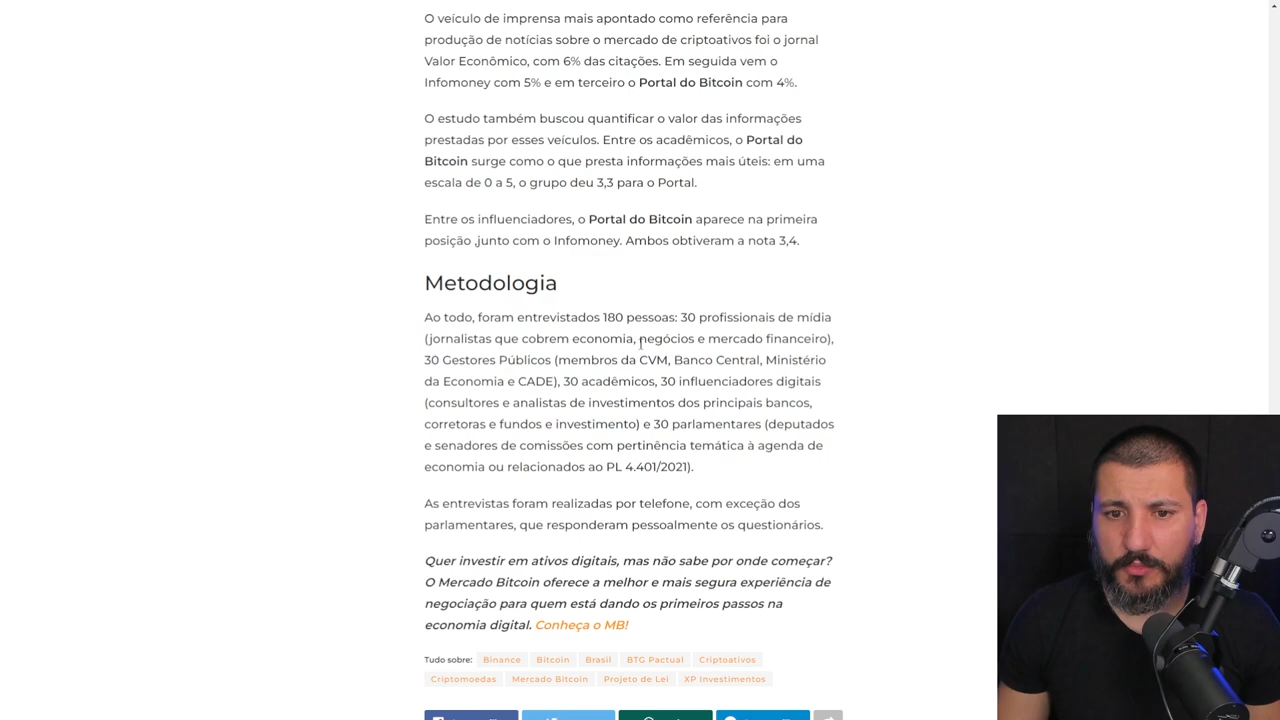 O veículo de imprensa mais apontado como referência para
produção de notícias sobre o mercado de criptoativos foi o jornal
Valor Econômico, com 6% das citações. Em seguida vem o
Infomoney com 5% e em terceiro o Portal do Bitcoin com 4%.
O estudo também buscou quantificar o valor das informações
prestadas por esses veículos. Entre os acadêmicos, o Portal do
Bitcoin surge como o que presta informações mais úteis: em uma
escala de 0 a 5, o grupo deu 3,3 para o Portal.
Entre os influenciadores, o Portal do Bitcoin aparece na primeira
posição ,junto com o Infomoney. Ambos obtiveram a nota 3,4.
Metodologia
Ao todo, foram entrevistados 180 pessoas: 30 profissionais de mídia
(jornalistas que cobrem economia, negócios e mercado financeiro),
30 Gestores Públicos (membros da CVM, Banco Central, Ministério
da Economia e CADE), 30 acadêmicos, 30 influenciadores digitais
(consultores e analistas de investimentos dos principais bancos,
corretoras e fundos e investimento) e 30 parlamentares (deputados
e senadores de comissões com pertinência temática à agenda de
economia ou relacionados ao PL 4.401/2021).
As entrevistas foram realizadas por telefone, com exceção dos
parlamentares, que responderam pessoalmente os questionários.
Quer investir em ativos digitais, mas não sabe por onde começar?
O Mercado Bitcoin oferece a melhor e mais segura experiência de
negociação para quem está dando os primeiros passos na
economia digital. Conheça o MB!
Tudo sobre: Binance Bitcoin Brasil BTG Pactual Criptoativos
Criptomoedas Mercado Bitcoin Projeto de Lei XP Investimentos